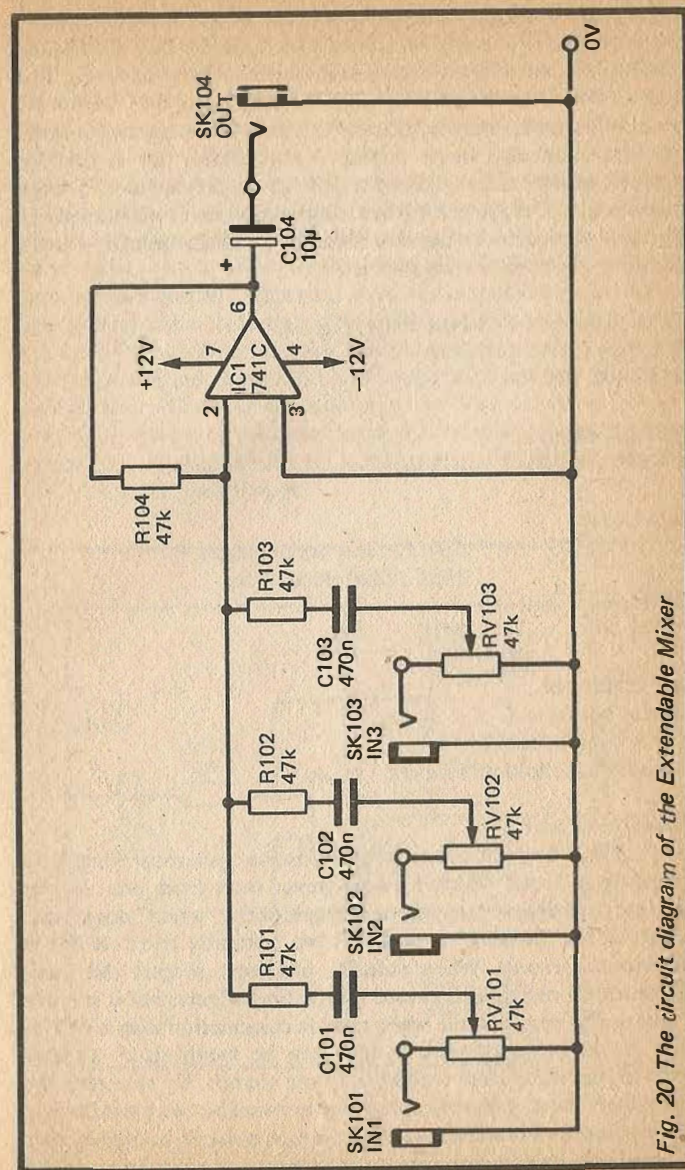 SK101
IN1
RV101
47k
C101
470n
R101
47k
SK102
IN2
RV102
47k
C102
470n
R102
47k
SK103
IN3
RV103
47k
C103
470n
R103
47k
R104
47k
2
3
IC1
741C
7
4
6
+12V
−12V
+
C104
10μ
SK104
OUT
0V
Fig. 20 The circuit diagram of the Extendable Mixer